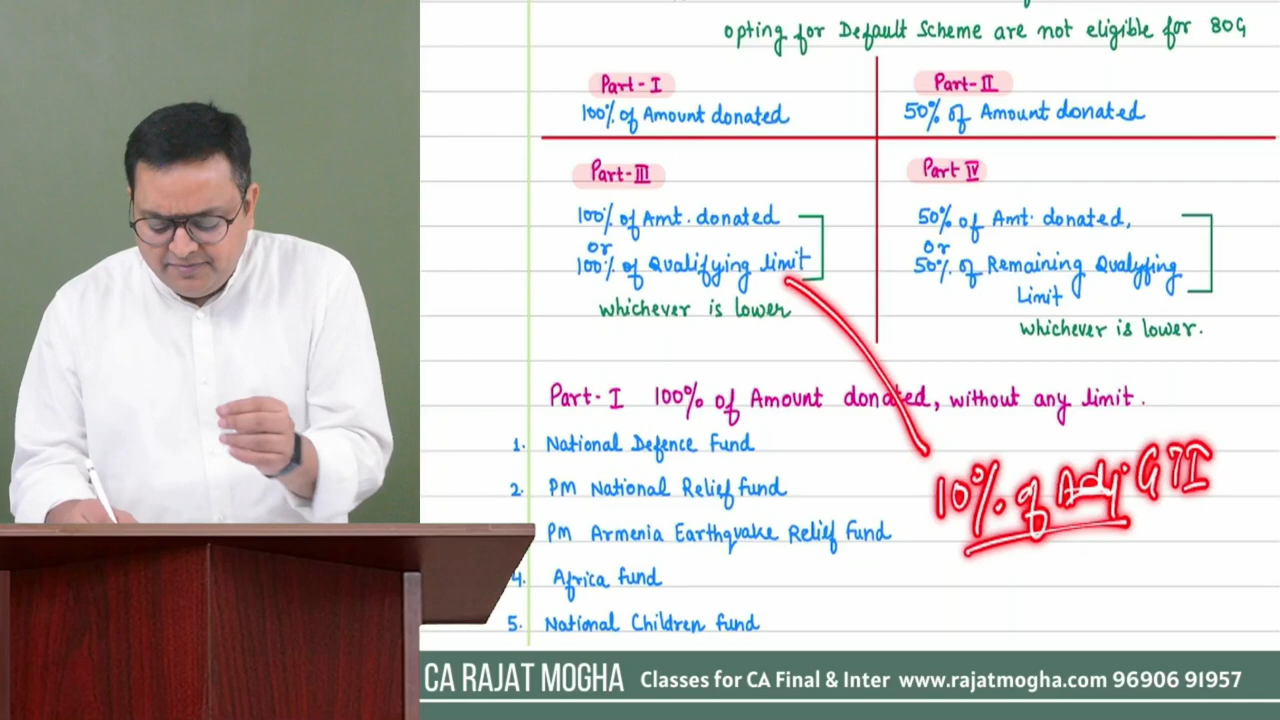 opting for Default Scheme are not eligible for 80G
Part-I
100% of Amount donated
Part-II
50% of Amount donated
Part-III
100% of Amt. donated
or
100% of Qualifying limit
whichever is lower
Part IV
50% of Amt. donated,
or
50% of Remaining Qualyfing
Limit
whichever is lower.
Part-I 100% of Amount donated, without any limit.
1. National Defence Fund
2. PM National Relief Fund
PM Armenia Earthquake Relief Fund
4. Africa fund
5. National Children fund
10% of Adj. GTI
CA RAJAT MOGHA Classes for CA Final & Inter www.rajatmogha.com 96906 91957